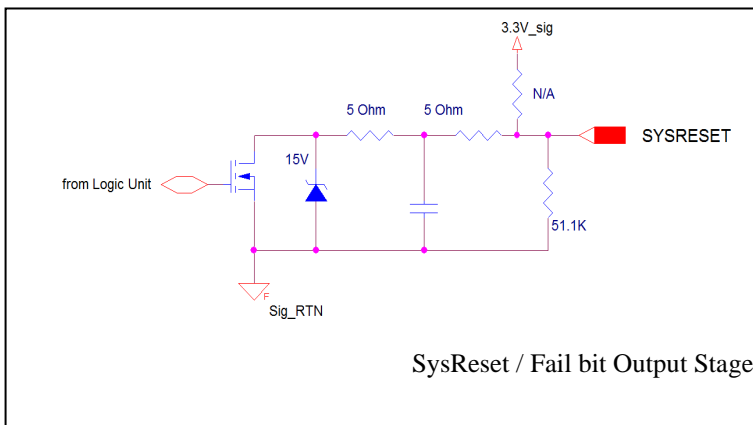 3.3V_sig
N/A
5 Ohm 5 Ohm
SYSRESET
15V
from Logic Unit
51.1K
F
Sig_RTN
SysReset / Fail bit Output Stage